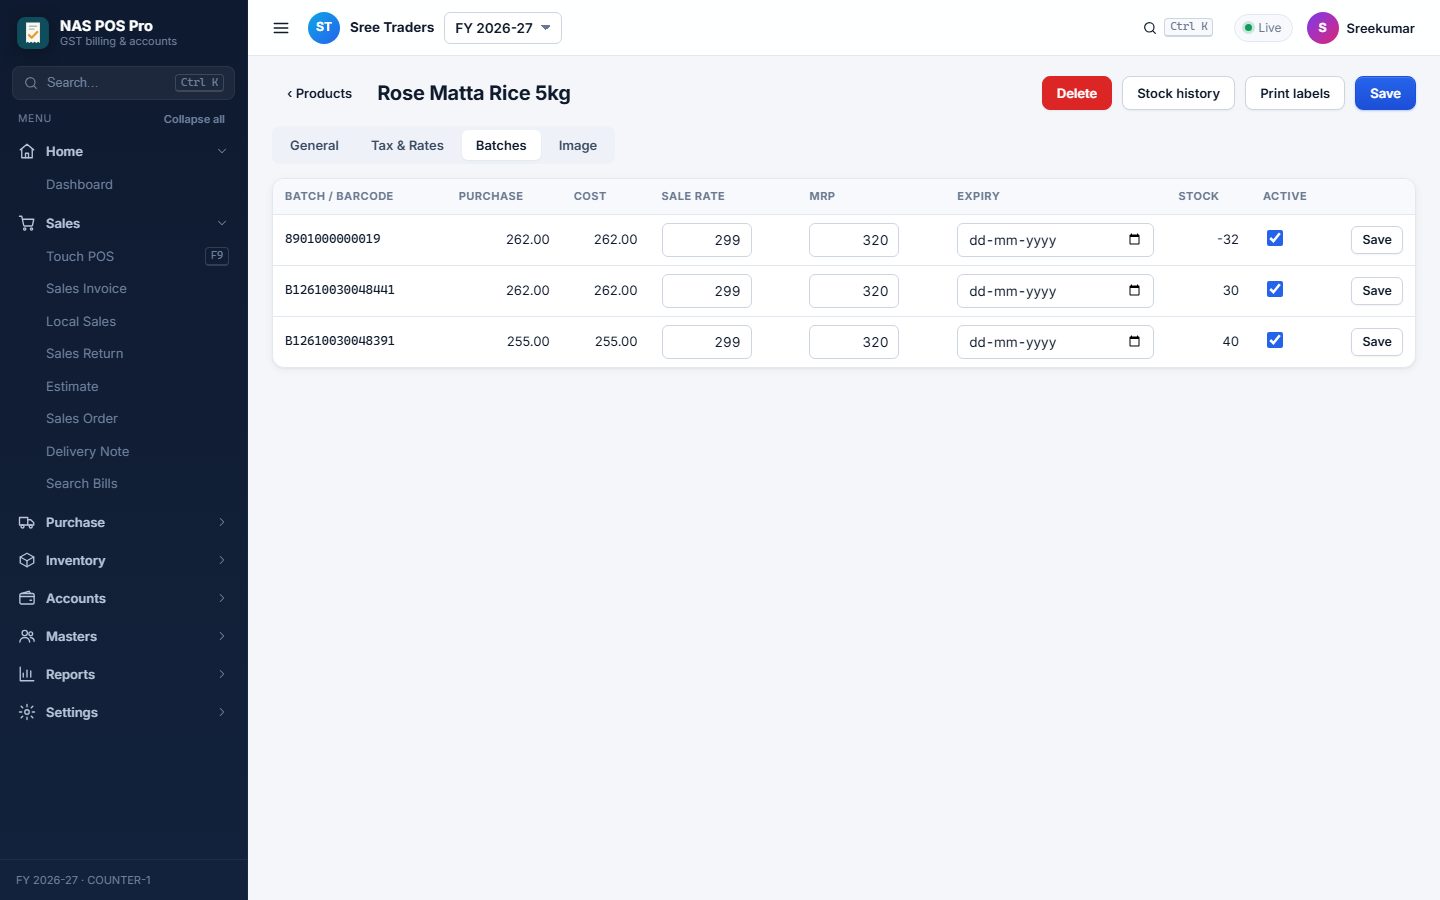 NAS POS Pro
GST billing & accounts
Search... Ctrl K
MENU Collapse all
Home
Dashboard
Sales
Touch POS F9
Sales Invoice
Local Sales
Sales Return
Estimate
Sales Order
Delivery Note
Search Bills
Purchase
Inventory
Accounts
Masters
Reports
Settings
FY 2026-27 · COUNTER-1
ST Sree Traders FY 2026-27 Ctrl K Live S Sreekumar
‹ Products Rose Matta Rice 5kg Delete Stock history Print labels Save
General Tax & Rates Batches Image
BATCH / BARCODE PURCHASE COST SALE RATE MRP EXPIRY STOCK ACTIVE
8901000000019 262.00 262.00 299 320 dd-mm-yyyy -32 Save
B12610030048441 262.00 262.00 299 320 dd-mm-yyyy 30 Save
B12610030048391 255.00 255.00 299 320 dd-mm-yyyy 40 Save